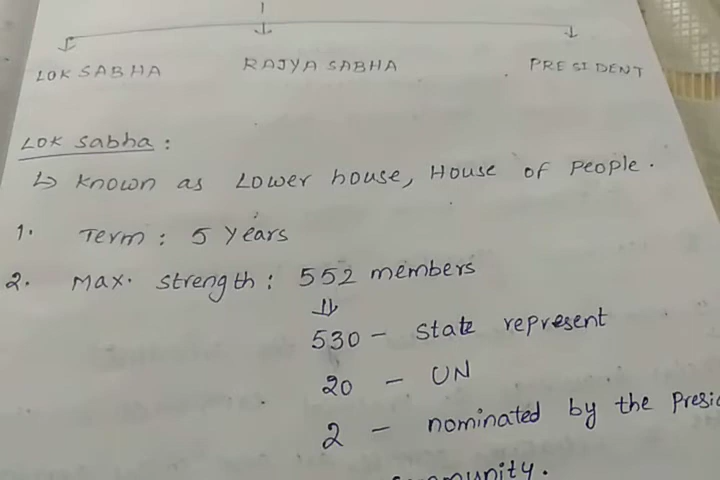 LOK SABHA RAJYA SABHA PRESIDENT
LOK Sabha :
↳ Known as Lower house, House of People.
1. Term : 5 Years
2. Max. Strength : 552 members
530 - State represent
20 - UN
2 - nominated by the